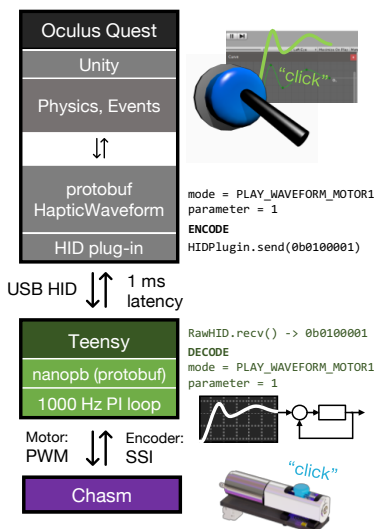 Oculus Quest
Unity
Physics, Events
"click"
protobuf
HapticWaveform
HID plug-in
mode = PLAY_WAVEFORM_MOTOR1
parameter = 1
ENCODE
HIDPlugin.send(0b0100001)
USB HID
1 ms
latency
Teensy
nanopb (protobuf)
1000 Hz PI loop
RawHID.recv() -> 0b0100001
DECODE
mode = PLAY_WAVEFORM_MOTOR1
parameter = 1
Motor:
PWM
Encoder:
SSI
Chasm
"click"